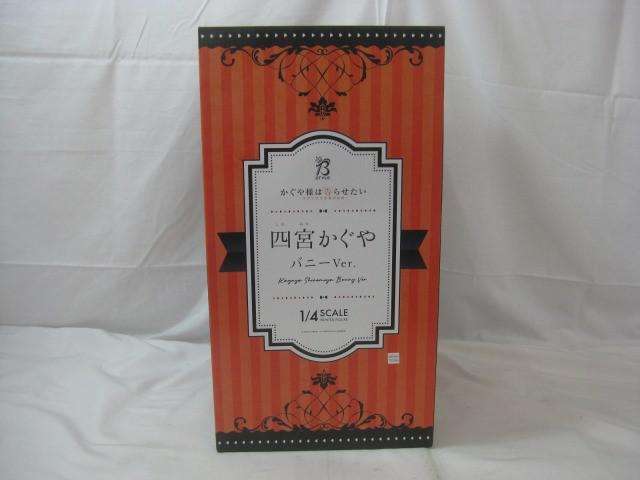 B
STYLE
かぐや様は告らせたい
四宮かぐや
バニーVer.
Kaguya Shinomiya Bunny Ver.
1/4 SCALE